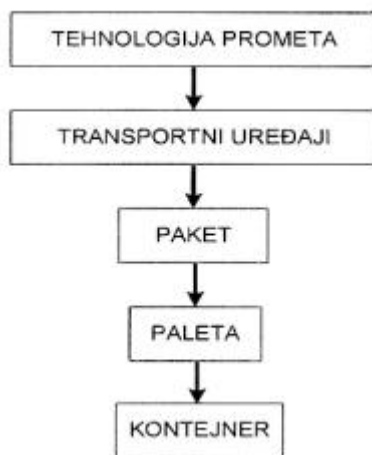 TEHNOLOGIJA PROMETA
TRANSPORTNI UREĐAJI
PAKET
PALETA
KONTEJNER